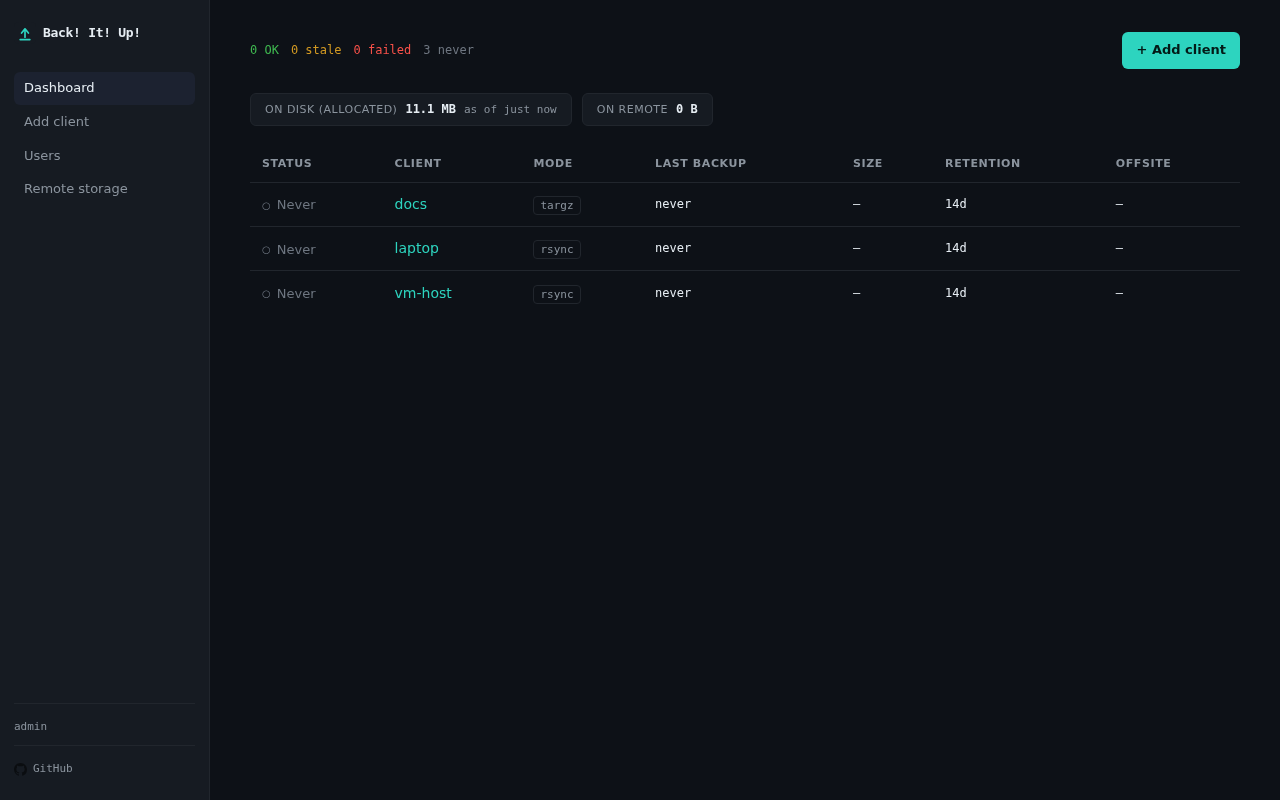 Back! It! Up!
Dashboard
Add client
Users
Remote storage
admin
GitHub
0 OK 0 stale 0 failed 3 never
+ Add client
ON DISK (ALLOCATED) 11.1 MB as of just now
ON REMOTE 0 B
STATUS CLIENT MODE LAST BACKUP SIZE RETENTION OFFSITE
○ Never docs targz never — 14d —
○ Never laptop rsync never — 14d —
○ Never vm-host rsync never — 14d —